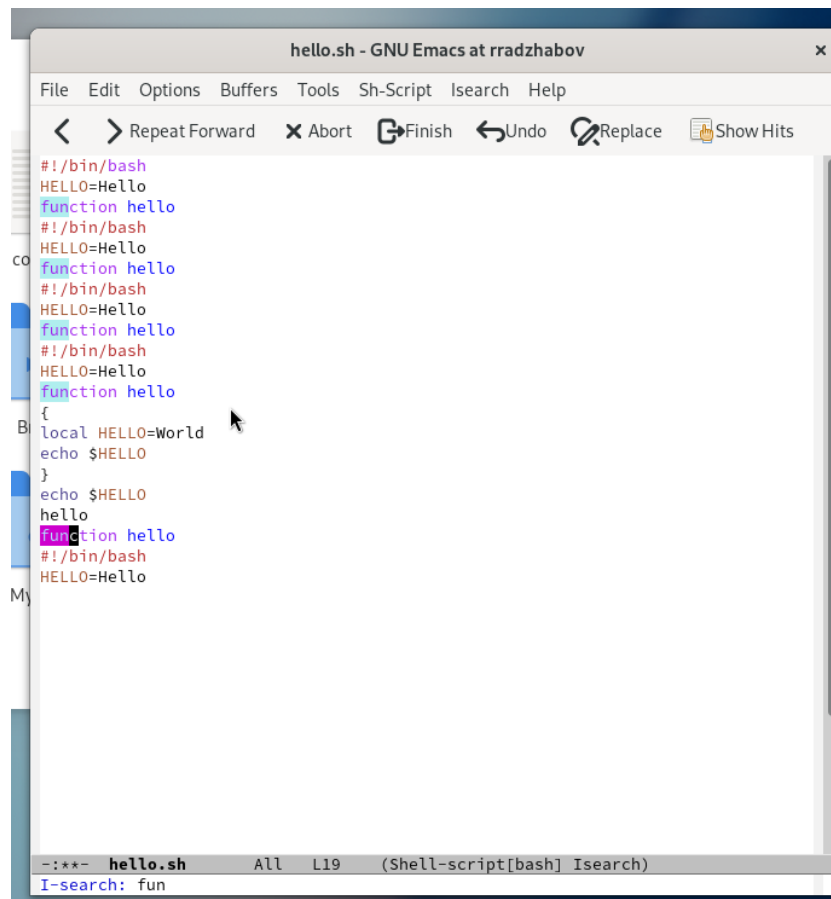 hello.sh - GNU Emacs at rradzhabov
File Edit Options Buffers Tools Sh-Script Isearch Help
Repeat Forward Abort Finish Undo Replace Show Hits
#!/bin/bash
HELLO=Hello
function hello
#!/bin/bash
HELLO=Hello
function hello
#!/bin/bash
HELLO=Hello
function hello
#!/bin/bash
HELLO=Hello
function hello
{
local HELLO=World
echo $HELLO
}
echo $HELLO
hello
function hello
#!/bin/bash
HELLO=Hello
-:**- hello.sh All L19 (Shell-script[bash] Isearch)
I-search: fun